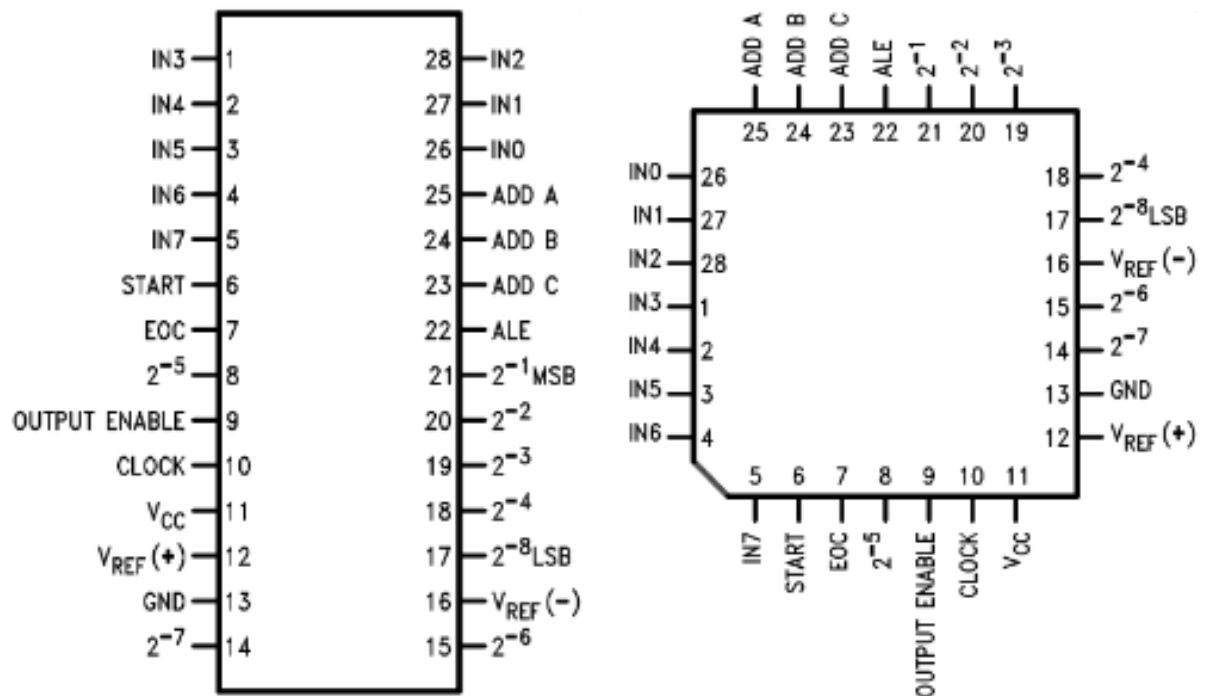 IN3 1 28 IN2
IN4 2 27 IN1
IN5 3 26 IN0
IN6 4 25 ADD A
IN7 5 24 ADD B
START 6 23 ADD C
EOC 7 22 ALE
2⁻⁵ 8 21 2⁻¹MSB
OUTPUT ENABLE 9 20 2⁻²
CLOCK 10 19 2⁻³
V_CC 11 18 2⁻⁴
V_REF(+) 12 17 2⁻⁸LSB
GND 13 16 V_REF(-)
2⁻⁷ 14 15 2⁻⁶
ADD A ADD B ADD C ALE 2⁻¹ 2⁻² 2⁻³
25 24 23 22 21 20 19
IN0 26 18 2⁻⁴
IN1 27 17 2⁻⁸LSB
IN2 28 16 V_REF(-)
IN3 1 15 2⁻⁶
IN4 2 14 2⁻⁷
IN5 3 13 GND
IN6 4 12 V_REF(+)
5 6 7 8 9 10 11
IN7 START EOC 2⁻⁵ OUTPUT ENABLE CLOCK V_CC